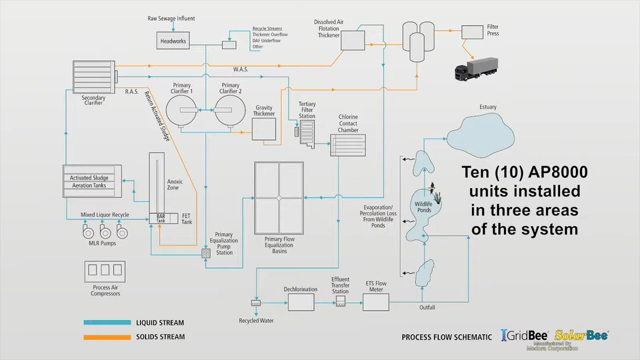 Raw Sewage Influent
Headworks
Recycle Streams
Thickener Overflow
DAF Underflow
Other
Dissolved Air
Flotation
Thickener
Filter
Press
W.A.S.
R.A.S.
Return Activated Sludge
Secondary
Clarifier
Primary
Clarifier 1
Primary
Clarifier 2
Gravity
Thickener
Tertiary
Filter
Station
Chlorine
Contact
Chamber
Estuary
Ten (10) AP8000
units installed
in three areas
of the system
Activated Sludge
Aeration Tanks
Anoxic
Zone
FET
Tank
Mixed Liquor Recycle
MLR Pumps
Primary
Equalization
Pump
Station
Primary Flow
Equalization
Basins
Evaporation/
Percolation Loss
From Wildlife
Ponds
Wildlife
Ponds
Process Air
Compressors
Dechlorination
Effluent
Transfer
Station
ETS Flow
Meter
Outfall
Recycled Water
LIQUID STREAM
SOLIDS STREAM
PROCESS FLOW SCHEMATIC
GridBee
SolarBee
Manufactured By
Medora Corporation